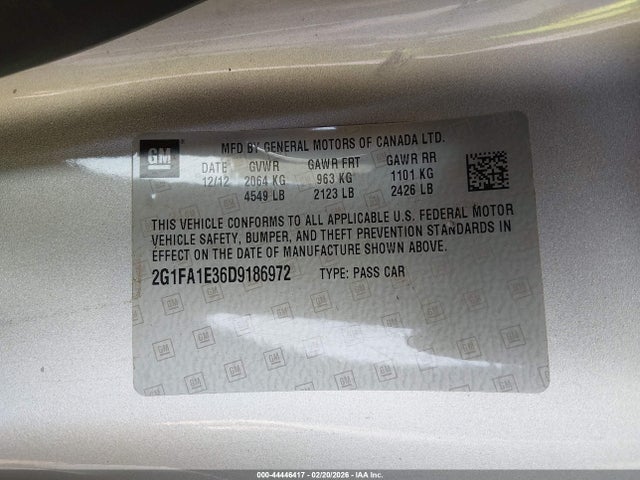 GM
MFD BY GENERAL MOTORS OF CANADA LTD.
DATE GVWR GAWR FRT GAWR RR
12/12 2064 KG 963 KG 1101 KG
4549 LB 2123 LB 2426 LB
THIS VEHICLE CONFORMS TO ALL APPLICABLE U.S. FEDERAL MOTOR
VEHICLE SAFETY, BUMPER, AND THEFT PREVENTION STANDARDS IN
EFFECT ON THE DATE OF MANUFACTURE SHOWN ABOVE.
2G1FA1E36D9186972 TYPE: PASS CAR
000-44446417 - 02/20/2026 - IAA Inc.